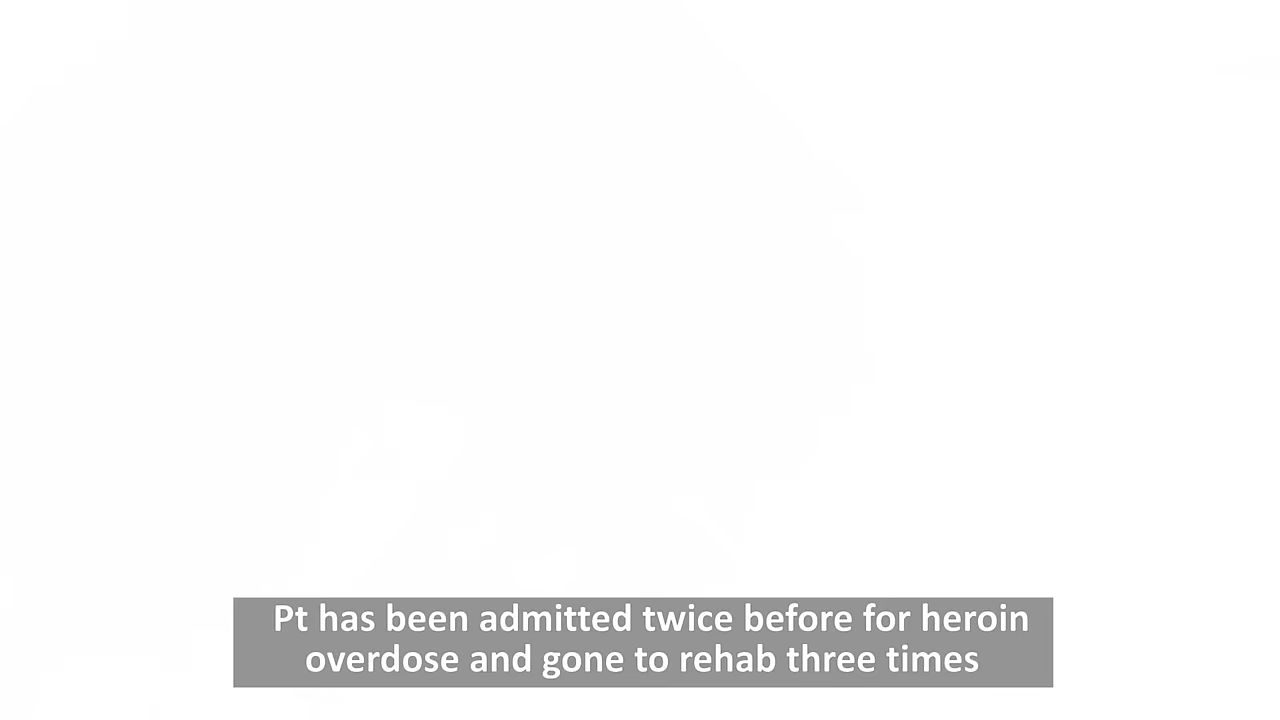 Pt has been admitted twice before for heroin
overdose and gone to rehab three times